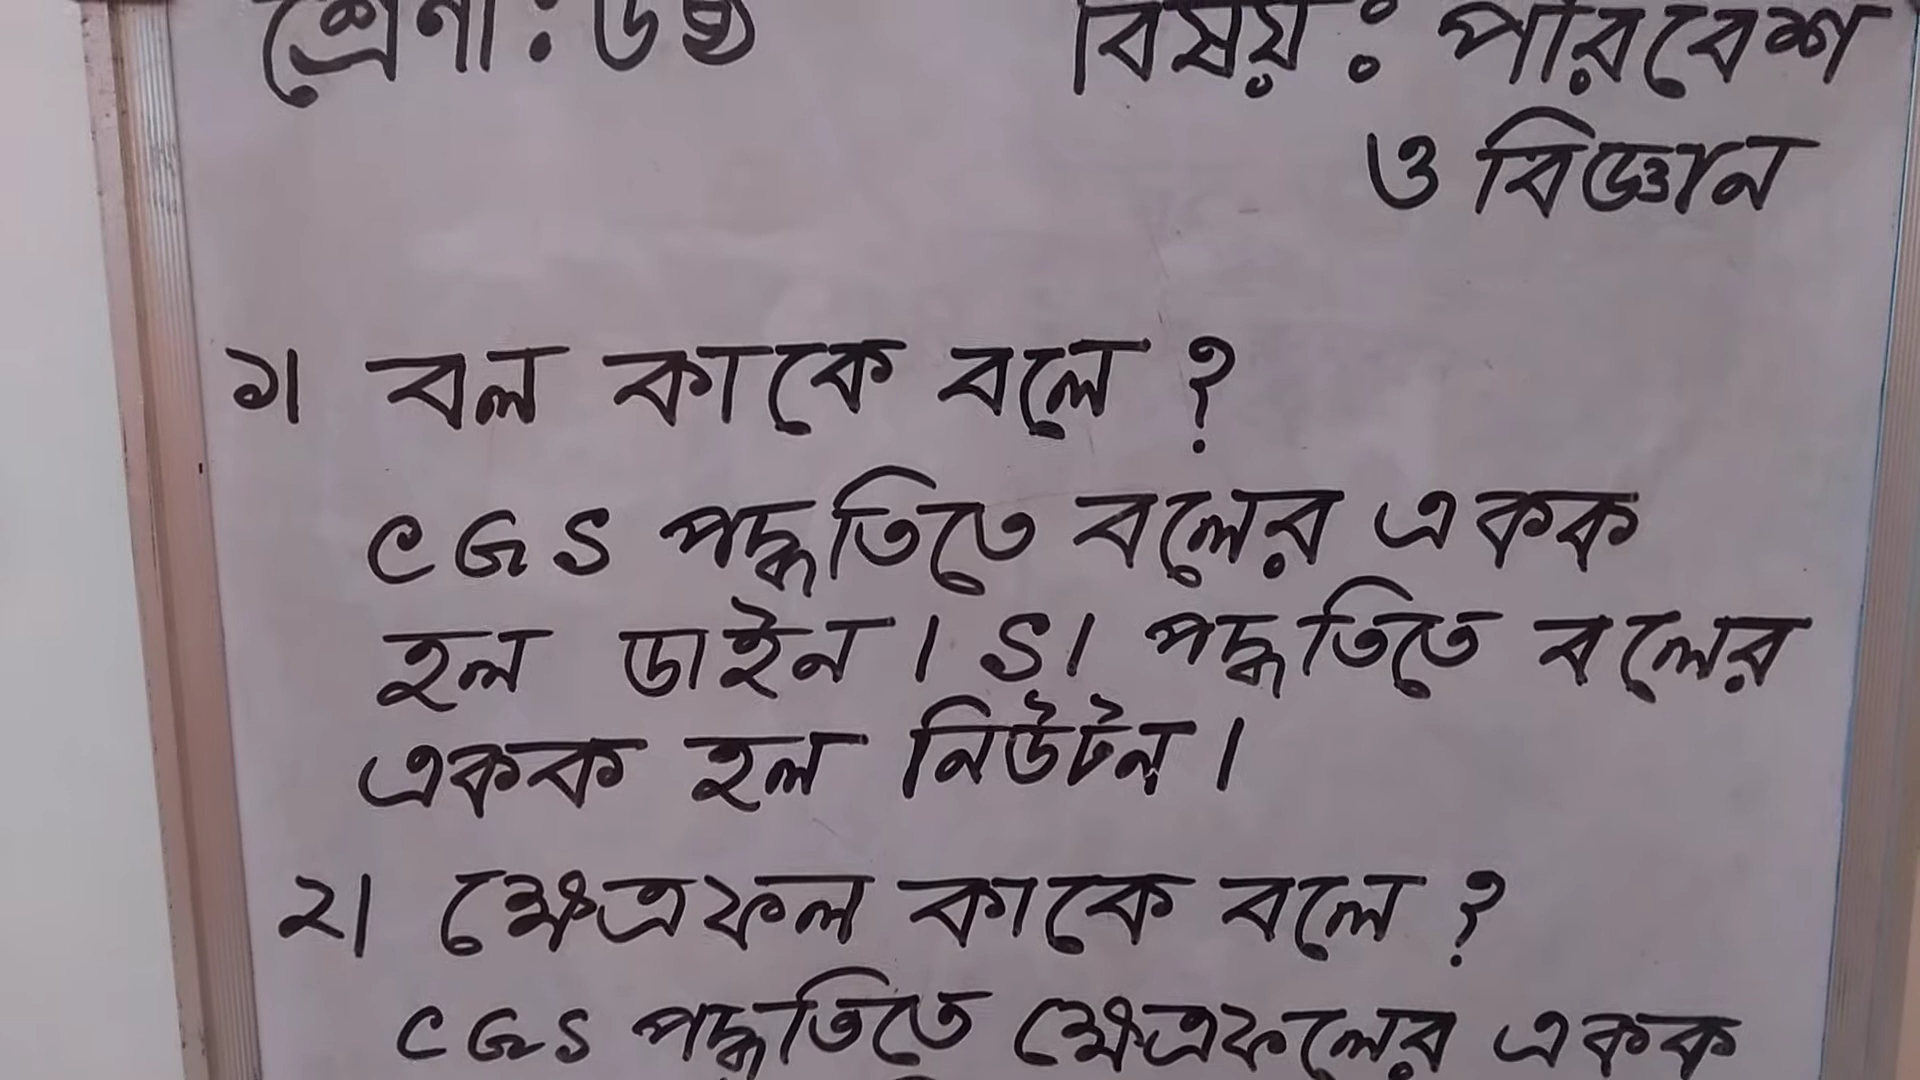 শ্রেণী: ষষ্ঠ বিষয়: পরিবেশ
ও বিজ্ঞান
১। বল কাকে বলে?
CGS পদ্ধতিতে বলের একক
হল ডাইন। SI পদ্ধতিতে বলের
একক হল নিউটন।
২। ক্ষেত্রফল কাকে বলে?
CGS পদ্ধতিতে ক্ষেত্রফলের একক